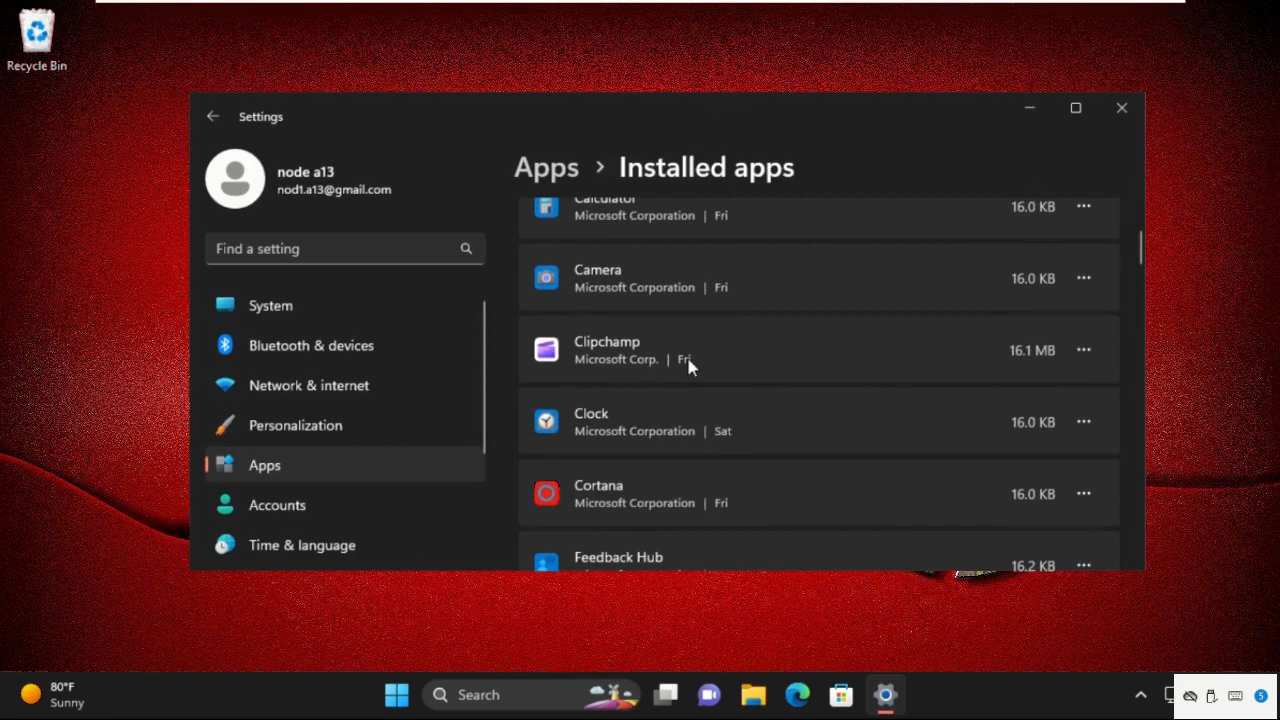 Recycle Bin
Settings
node a13
nod1.a13@gmail.com
Find a setting
System
Bluetooth & devices
Network & internet
Personalization
Apps
Accounts
Time & language
Apps > Installed apps
Calculator
Microsoft Corporation | Fri
16.0 KB
Camera
Microsoft Corporation | Fri
16.0 KB
Clipchamp
Microsoft Corp. | Fri
16.1 MB
Clock
Microsoft Corporation | Sat
16.0 KB
Cortana
Microsoft Corporation | Fri
16.0 KB
Feedback Hub
16.2 KB
80°F
Sunny
Search
5